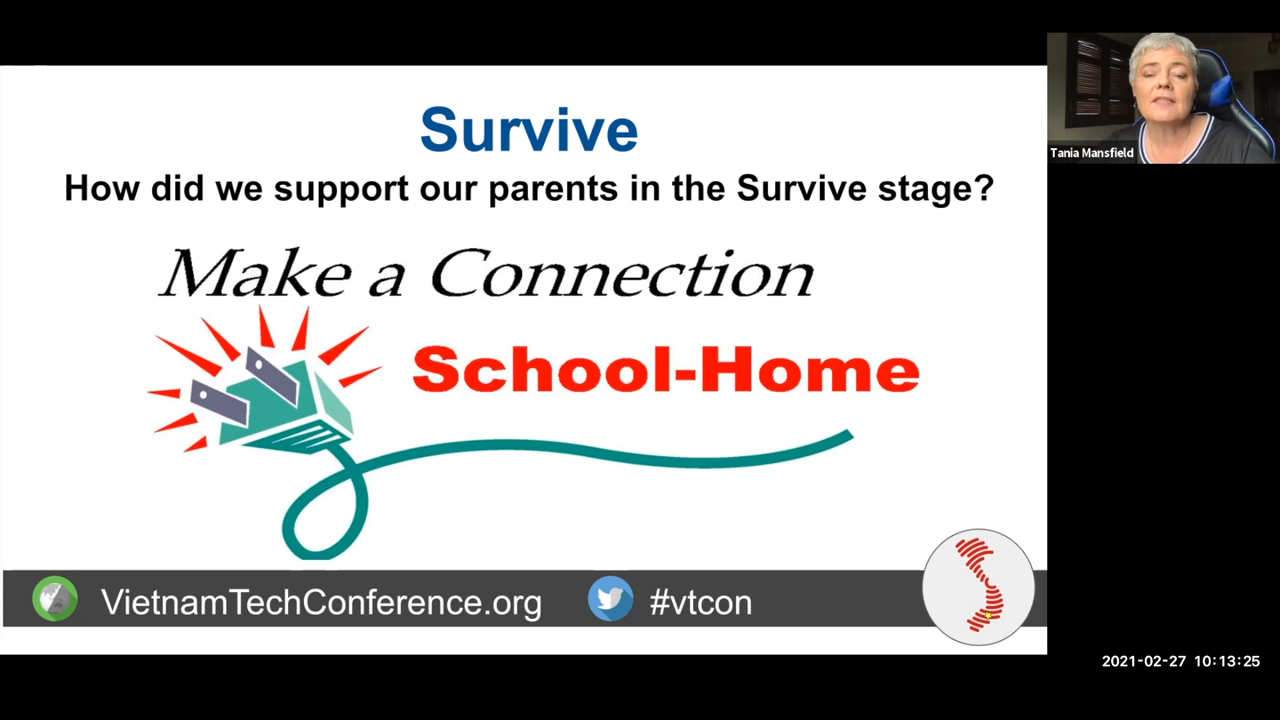 Survive
How did we support our parents in the Survive stage?
Make a Connection
School-Home
VietnamTechConference.org
#vtcon
Tania Mansfield
2021-02-27 10:13:25